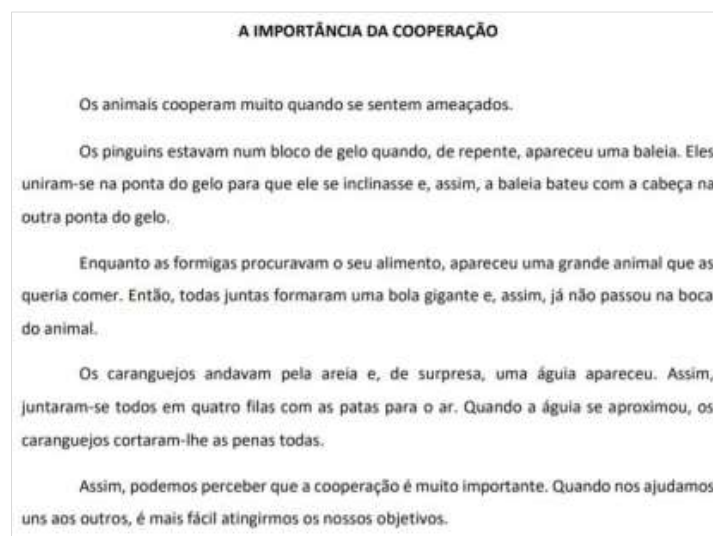 A IMPORTÂNCIA DA COOPERAÇÃO
Os animais cooperam muito quando se sentem ameaçados.
Os pinguins estavam num bloco de gelo quando, de repente, apareceu uma baleia. Eles
uniram-se na ponta do gelo para que ele se inclinasse e, assim, a baleia bateu com a cabeça na
outra ponta do gelo.
Enquanto as formigas procuravam o seu alimento, apareceu uma grande animal que as
queria comer. Então, todas juntas formaram uma bola gigante e, assim, já não passou na boca
do animal.
Os caranguejos andavam pela areia e, de surpresa, uma águia apareceu. Assim,
juntaram-se todos em quatro filas com as patas para o ar. Quando a águia se aproximou, os
caranguejos cortaram-lhe as penas todas.
Assim, podemos perceber que a cooperação é muito importante. Quando nos ajudamos
uns aos outros, é mais fácil atingirmos os nossos objetivos.